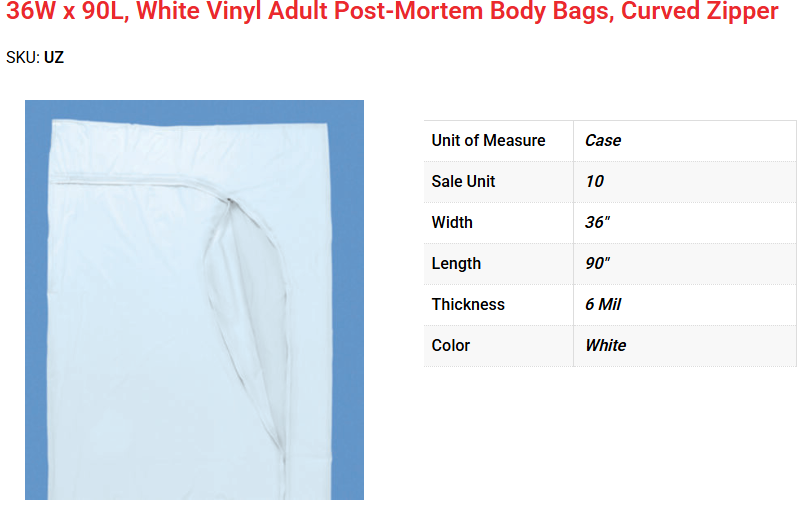 36W x 90L, White Vinyl Adult Post-Mortem Body Bags, Curved Zipper
SKU: UZ
Unit of Measure Case
Sale Unit 10
Width 36"
Length 90"
Thickness 6 Mil
Color White